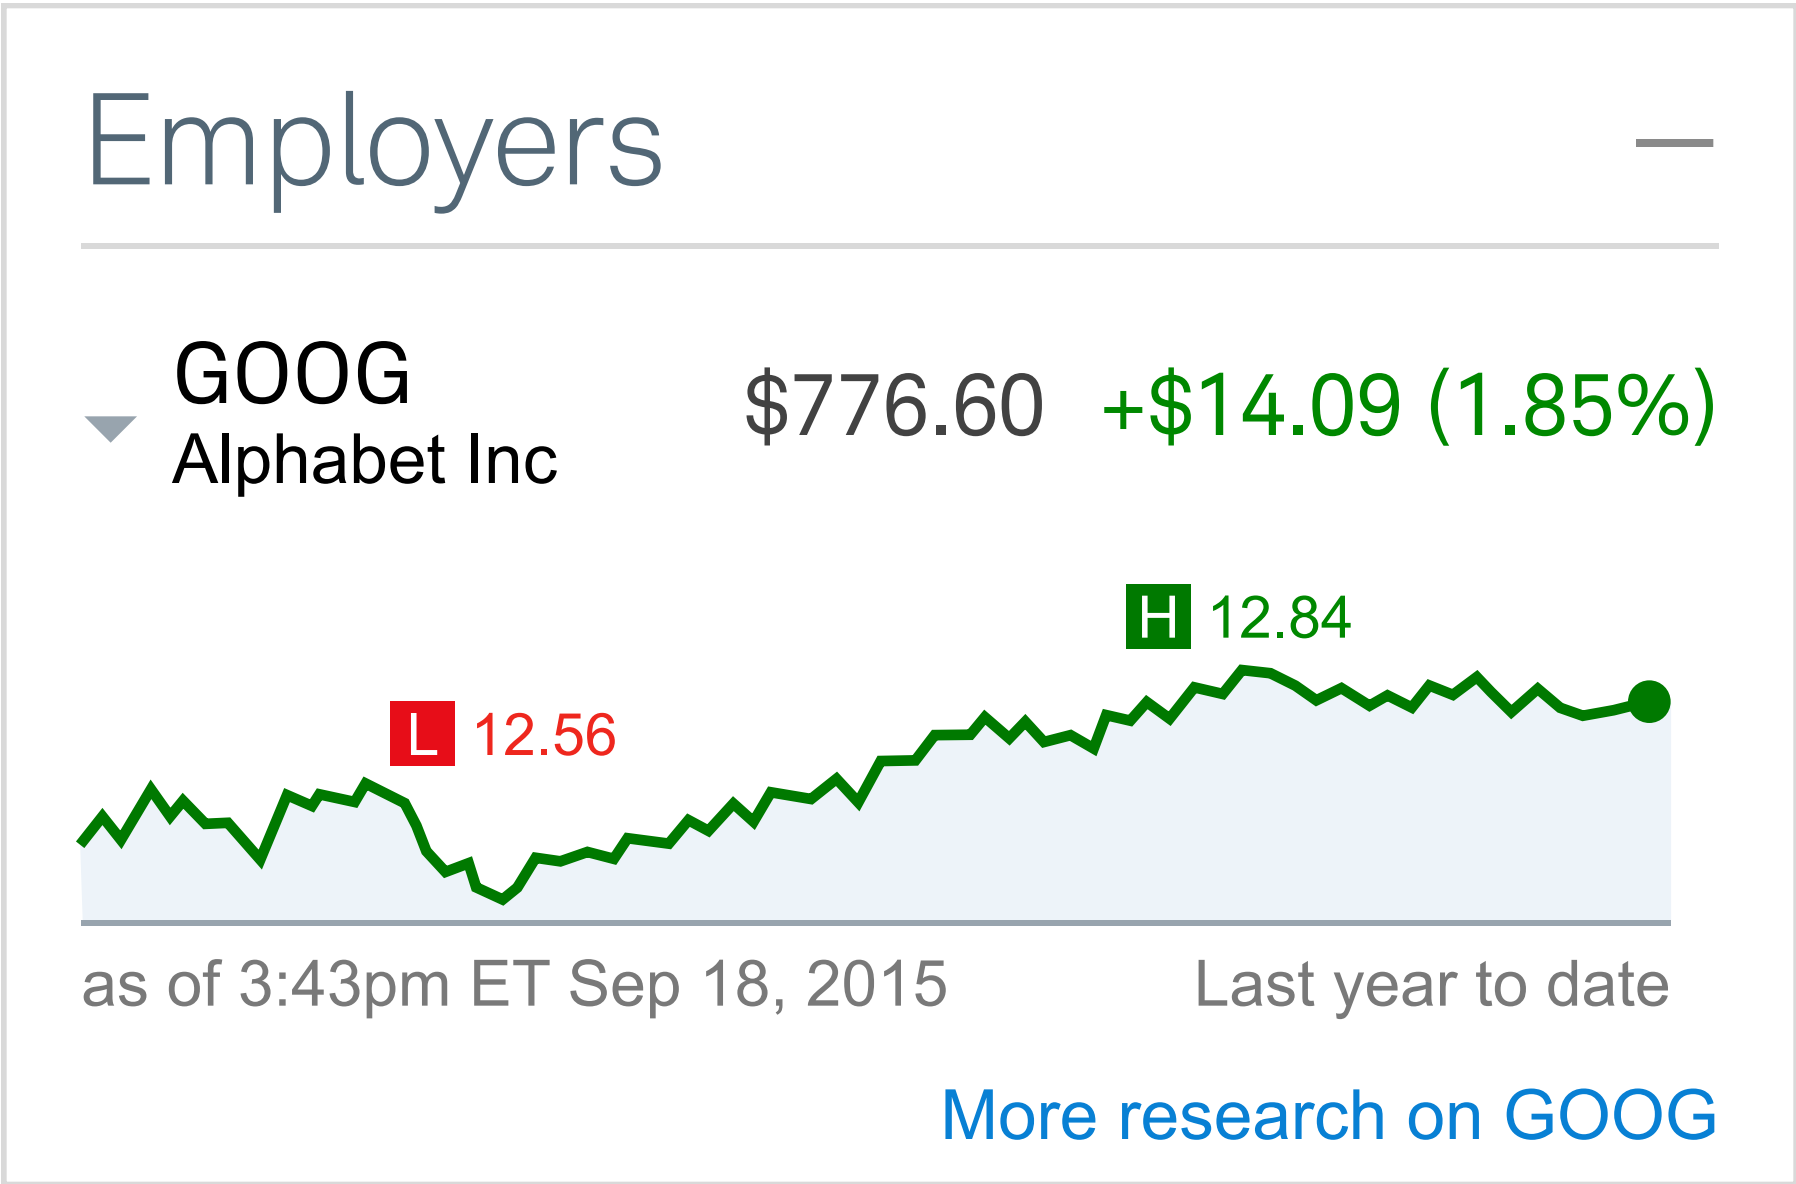 Employers
GOOG
Alphabet Inc
$776.60 +$14.09 (1.85%)
H 12.84
L 12.56
as of 3:43pm ET Sep 18, 2015
Last year to date
More research on GOOG